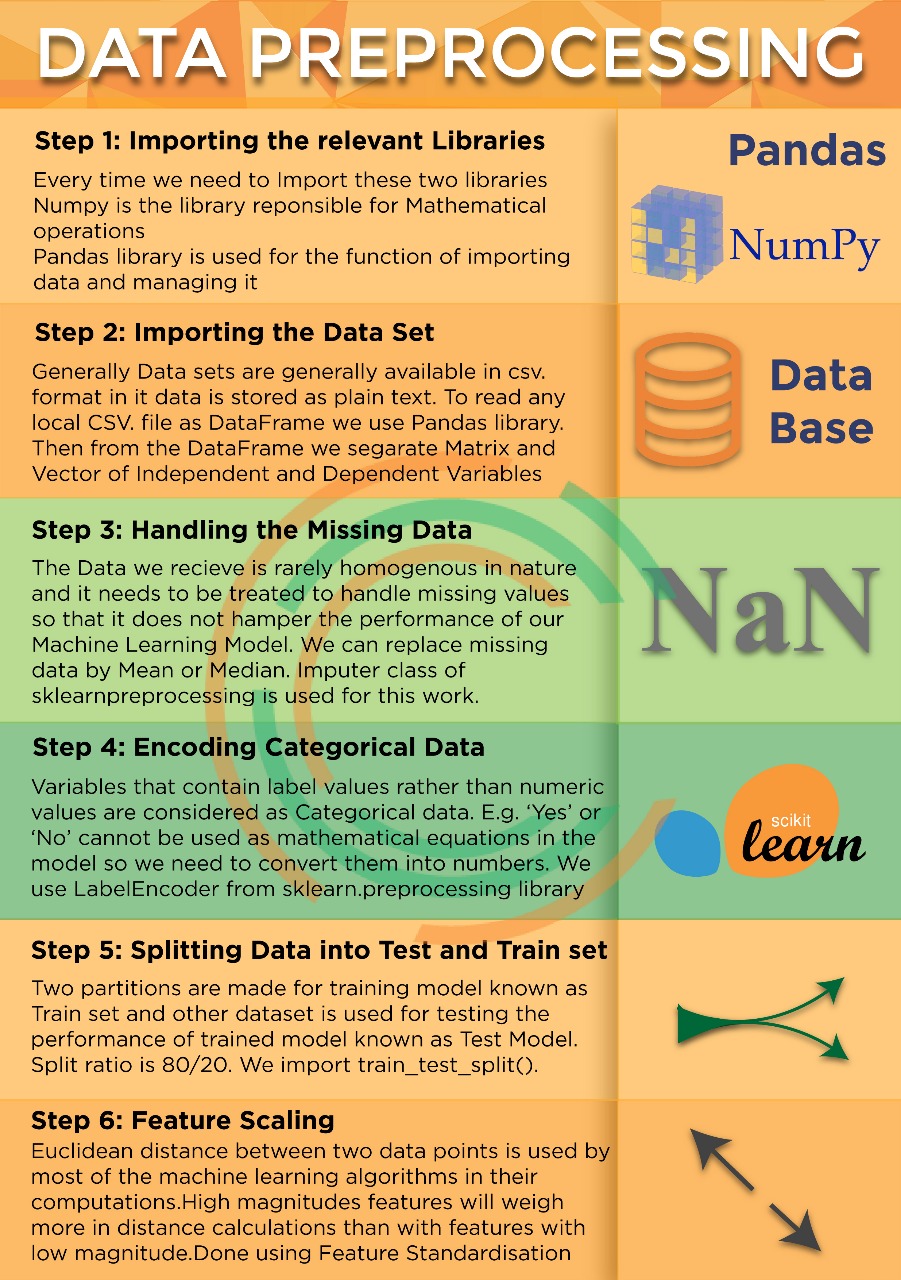 DATA PREPROCESSING
Step 1: Importing the relevant Libraries
Every time we need to Import these two libraries
Numpy is the library reponsible for Mathematical
operations
Pandas library is used for the function of importing
data and managing it
Pandas
NumPy
Step 2: Importing the Data Set
Generally Data sets are generally available in csv.
format in it data is stored as plain text. To read any
local CSV. file as DataFrame we use Pandas library.
Then from the DataFrame we segarate Matrix and
Vector of Independent and Dependent Variables
Data
Base
Step 3: Handling the Missing Data
The Data we recieve is rarely homogenous in nature
and it needs to be treated to handle missing values
so that it does not hamper the performance of our
Machine Learning Model. We can replace missing
data by Mean or Median. Imputer class of
sklearnpreprocessing is used for this work.
NaN
Step 4: Encoding Categorical Data
Variables that contain label values rather than numeric
values are considered as Categorical data. E.g. ‘Yes’ or
‘No’ cannot be used as mathematical equations in the
model so we need to convert them into numbers. We
use LabelEncoder from sklearn.preprocessing library
scikit
learn
Step 5: Splitting Data into Test and Train set
Two partitions are made for training model known as
Train set and other dataset is used for testing the
performance of trained model known as Test Model.
Split ratio is 80/20. We import train_test_split().
Step 6: Feature Scaling
Euclidean distance between two data points is used by
most of the machine learning algorithms in their
computations.High magnitudes features will weigh
more in distance calculations than with features with
low magnitude.Done using Feature Standardisation